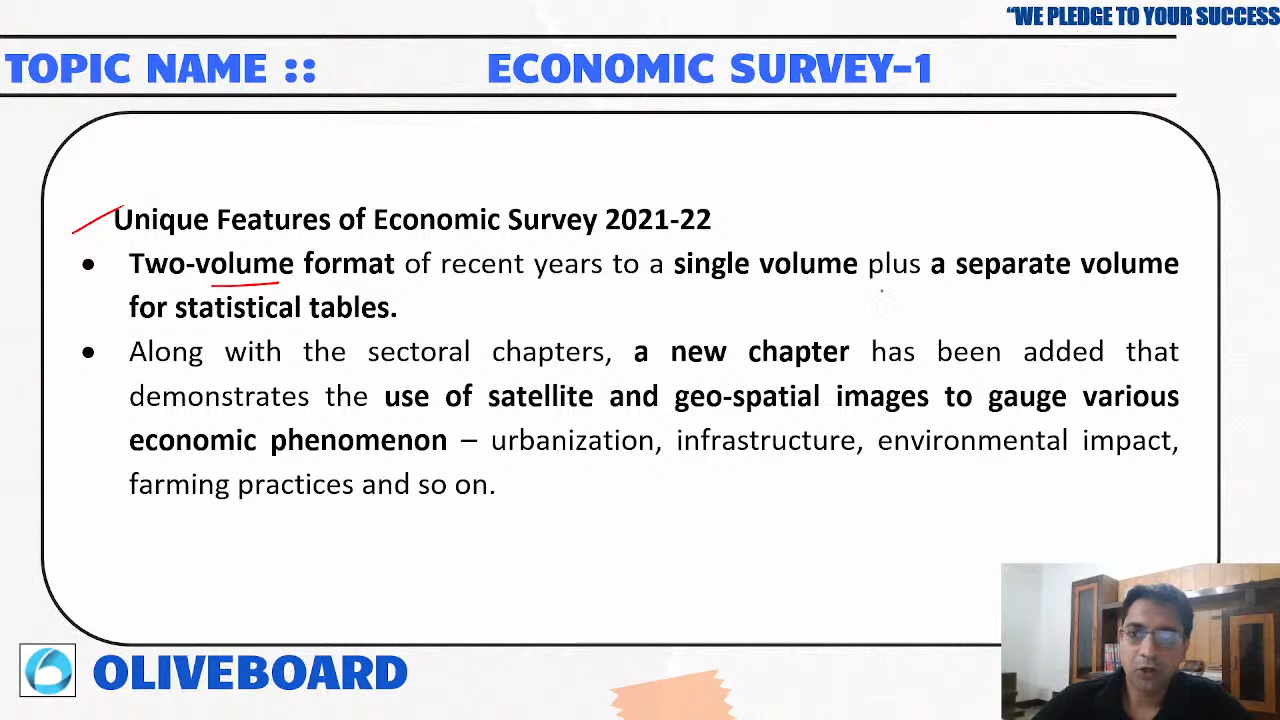 “WE PLEDGE TO YOUR SUCCESS
TOPIC NAME :: ECONOMIC SURVEY-1
Unique Features of Economic Survey 2021-22
• Two-volume format of recent years to a single volume plus a separate volume
for statistical tables.
• Along with the sectoral chapters, a new chapter has been added that
demonstrates the use of satellite and geo-spatial images to gauge various
economic phenomenon – urbanization, infrastructure, environmental impact,
farming practices and so on.
OLIVEBOARD